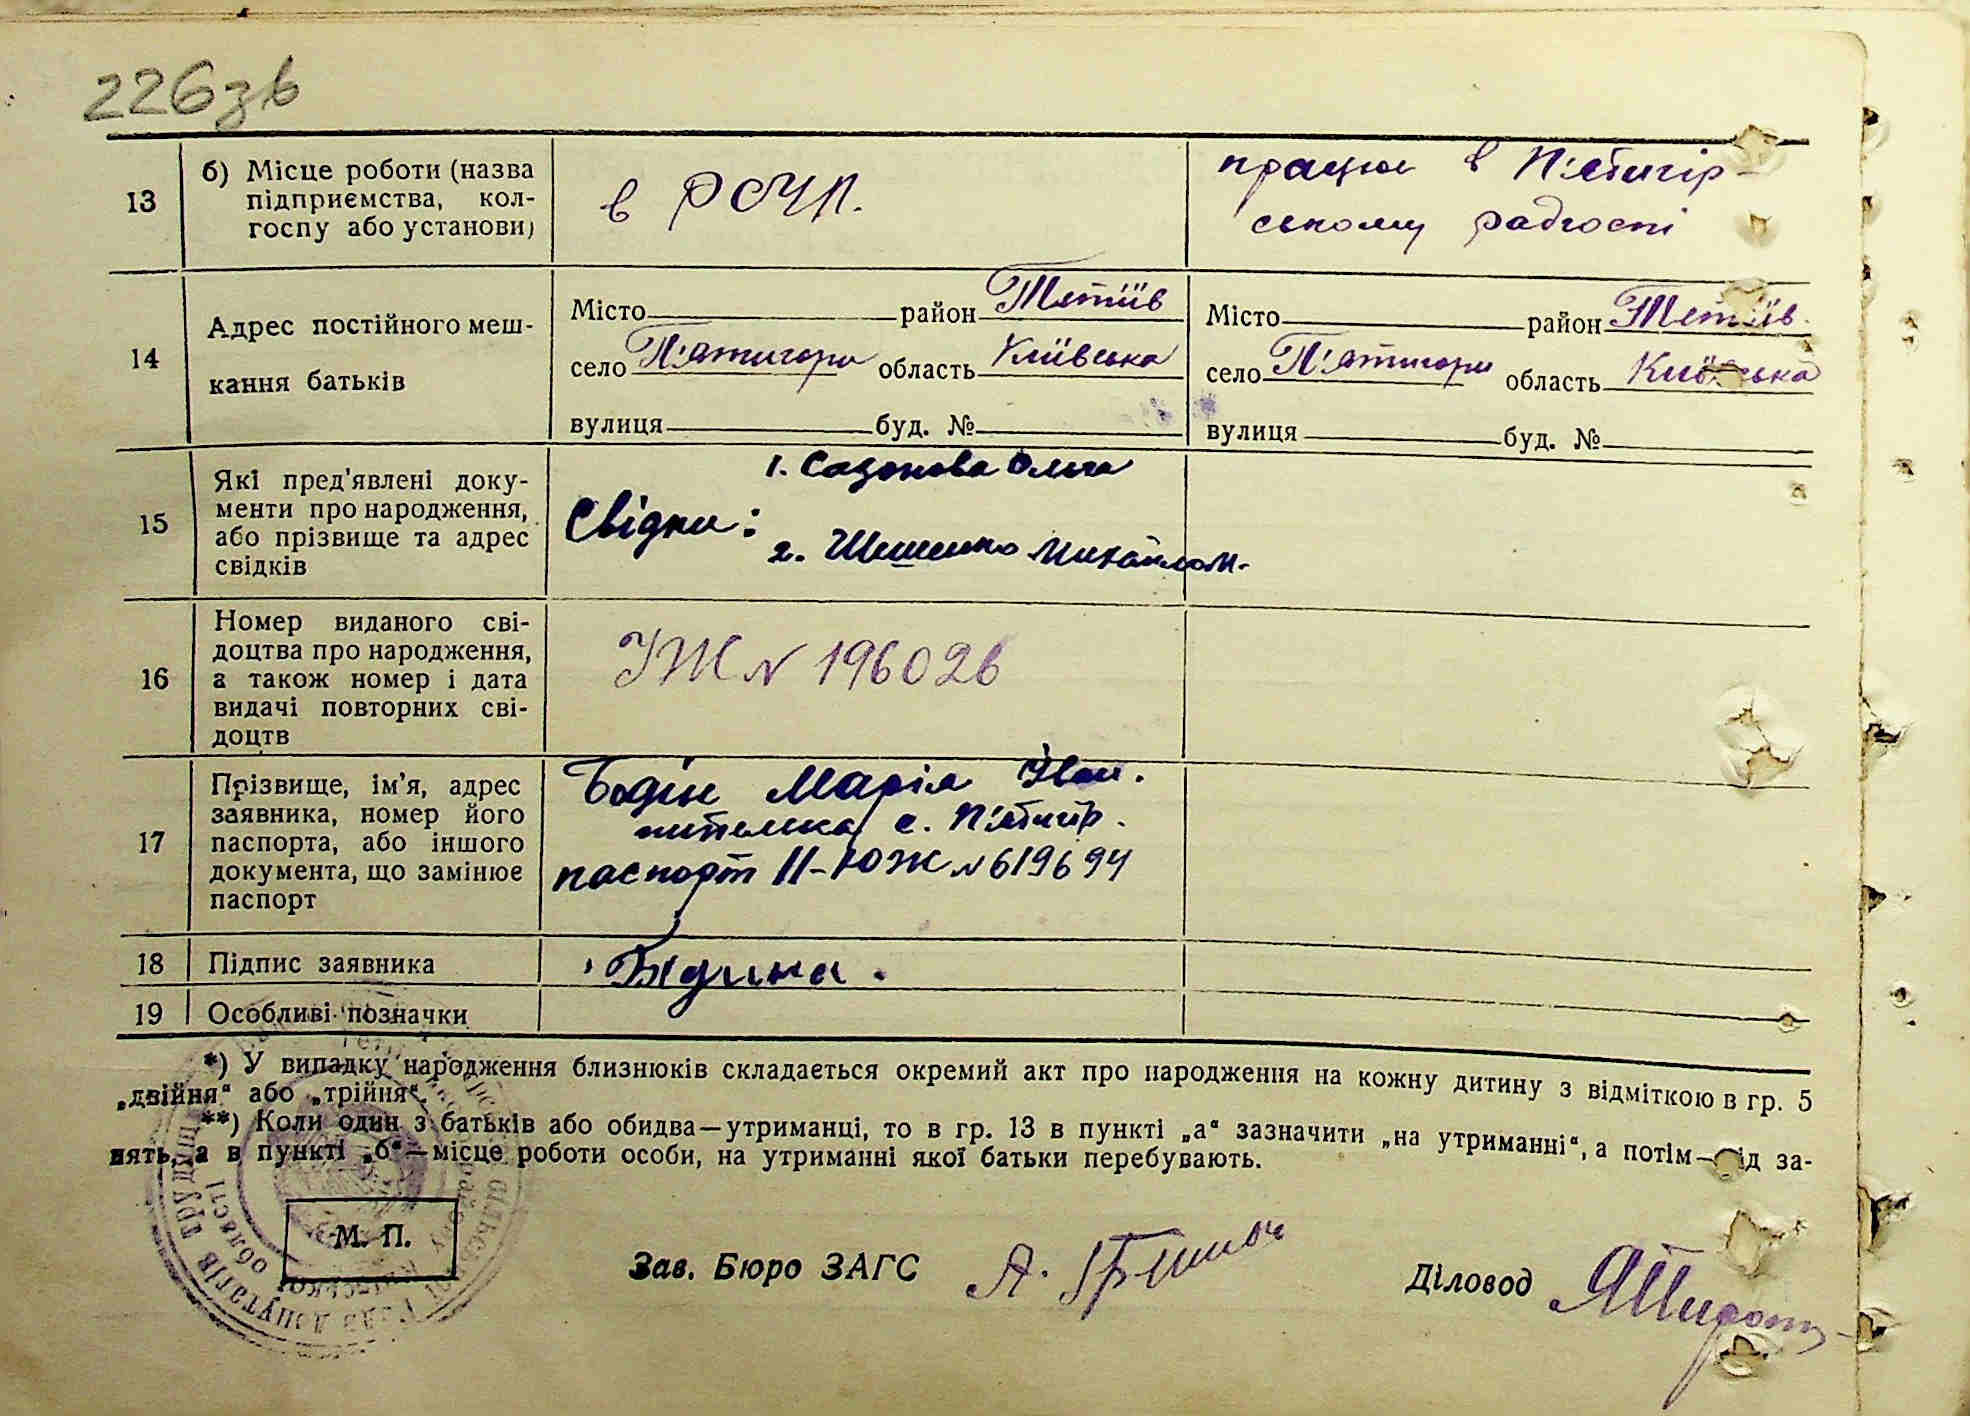 226зв
13 б) Місце роботи (назва
підприємства, кол-
госпу або установи)
в РСЧА.
працює в П'ятигір
ському радгоспі
14 Адрес постійного меш-
кання батьків
Місто район Тетіїв
село П'ятигори область Київська
вулиця буд. №
Місто район Тетіїв.
село П'ятигори область Київська
вулиця буд. №
15 Які пред'явлені доку-
менти про народження,
або прізвище та адрес
свідків
1. Сазонова Ольга
Свідки:
2. Шешенко Михайло М.
16 Номер виданого сві-
доцтва про народження,
а також номер і дата
видачі повторних сві-
доцтв
УЖ N 196026
17 Прізвище, ім'я, адрес
заявника, номер його
паспорта, або іншого
документа, що замінює
паспорт
Бодін Марія Іван.
жителька с. П'ятигір.
паспорт II-ЮЖ N 619694
18 Підпис заявника
19 Особливі позначки
*) У випадку народження близнюків складається окремий акт про народження на кожну дитину з відміткою в гр. 5
„двійня“ або „трійня“.
**) Коли один з батьків або обидва—утриманці, то в гр. 13 в пункті „а“ зазначити „на утриманні“, а потім—від за-
нять, а в пункті „б“—місце роботи особи, на утриманні якої батьки перебувають.
М. П.
Зав. Бюро ЗАГС
Діловод